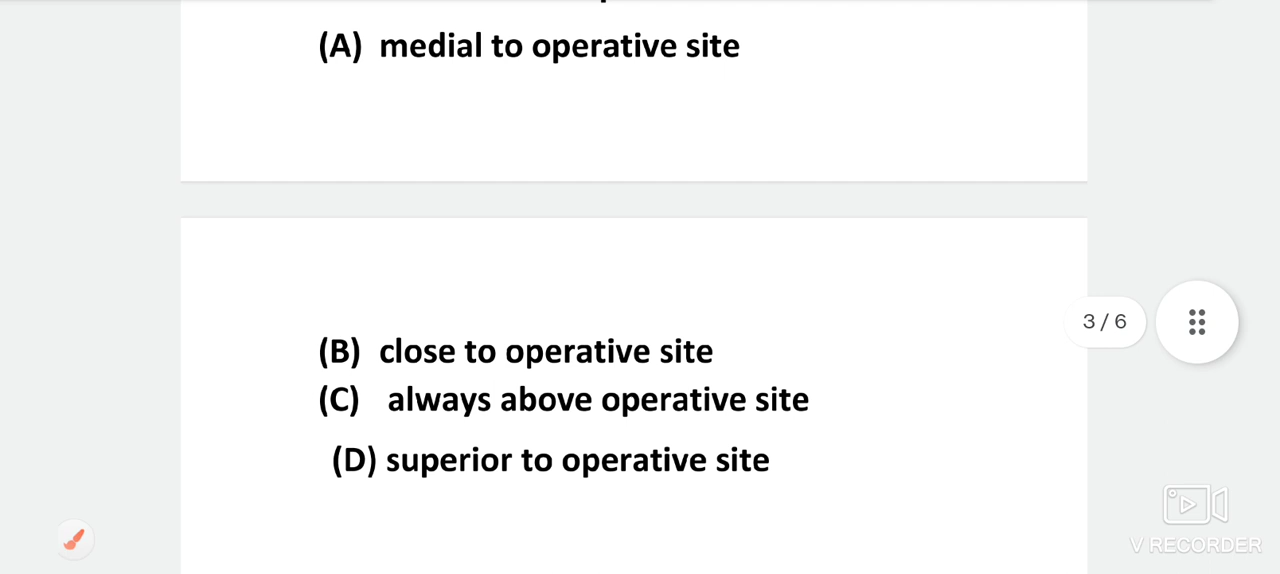 (A) medial to operative site
3 / 6
(B) close to operative site
(C) always above operative site
(D) superior to operative site
V RECORDER